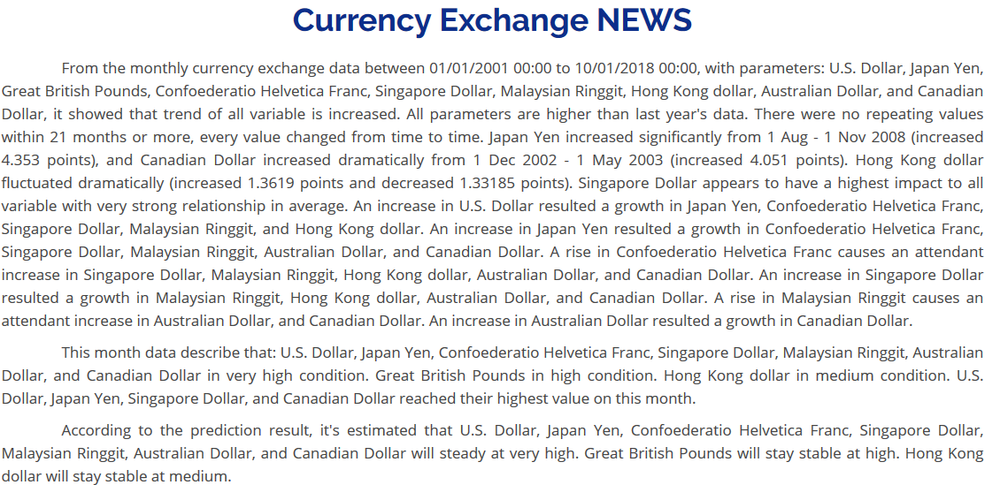 Currency Exchange NEWS
From the monthly currency exchange data between 01/01/2001 00:00 to 10/01/2018 00:00, with parameters: U.S. Dollar, Japan Yen,
Great British Pounds, Confoederatio Helvetica Franc, Singapore Dollar, Malaysian Ringgit, Hong Kong dollar, Australian Dollar, and Canadian
Dollar, it showed that trend of all variable is increased. All parameters are higher than last year's data. There were no repeating values
within 21 months or more, every value changed from time to time. Japan Yen increased significantly from 1 Aug - 1 Nov 2008 (increased
4.353 points), and Canadian Dollar increased dramatically from 1 Dec 2002 - 1 May 2003 (increased 4.051 points). Hong Kong dollar
fluctuated dramatically (increased 1.3619 points and decreased 1.33185 points). Singapore Dollar appears to have a highest impact to all
variable with very strong relationship in average. An increase in U.S. Dollar resulted a growth in Japan Yen, Confoederatio Helvetica Franc,
Singapore Dollar, Malaysian Ringgit, and Hong Kong dollar. An increase in Japan Yen resulted a growth in Confoederatio Helvetica Franc,
Singapore Dollar, Malaysian Ringgit, Australian Dollar, and Canadian Dollar. A rise in Confoederatio Helvetica Franc causes an attendant
increase in Singapore Dollar, Malaysian Ringgit, Hong Kong dollar, Australian Dollar, and Canadian Dollar. An increase in Singapore Dollar
resulted a growth in Malaysian Ringgit, Hong Kong dollar, Australian Dollar, and Canadian Dollar. A rise in Malaysian Ringgit causes an
attendant increase in Australian Dollar, and Canadian Dollar. An increase in Australian Dollar resulted a growth in Canadian Dollar.
This month data describe that: U.S. Dollar, Japan Yen, Confoederatio Helvetica Franc, Singapore Dollar, Malaysian Ringgit, Australian
Dollar, and Canadian Dollar in very high condition. Great British Pounds in high condition. Hong Kong dollar in medium condition. U.S.
Dollar, Japan Yen, Singapore Dollar, and Canadian Dollar reached their highest value on this month.
According to the prediction result, it's estimated that U.S. Dollar, Japan Yen, Confoederatio Helvetica Franc, Singapore Dollar,
Malaysian Ringgit, Australian Dollar, and Canadian Dollar will steady at very high. Great British Pounds will stay stable at high. Hong Kong
dollar will stay stable at medium.